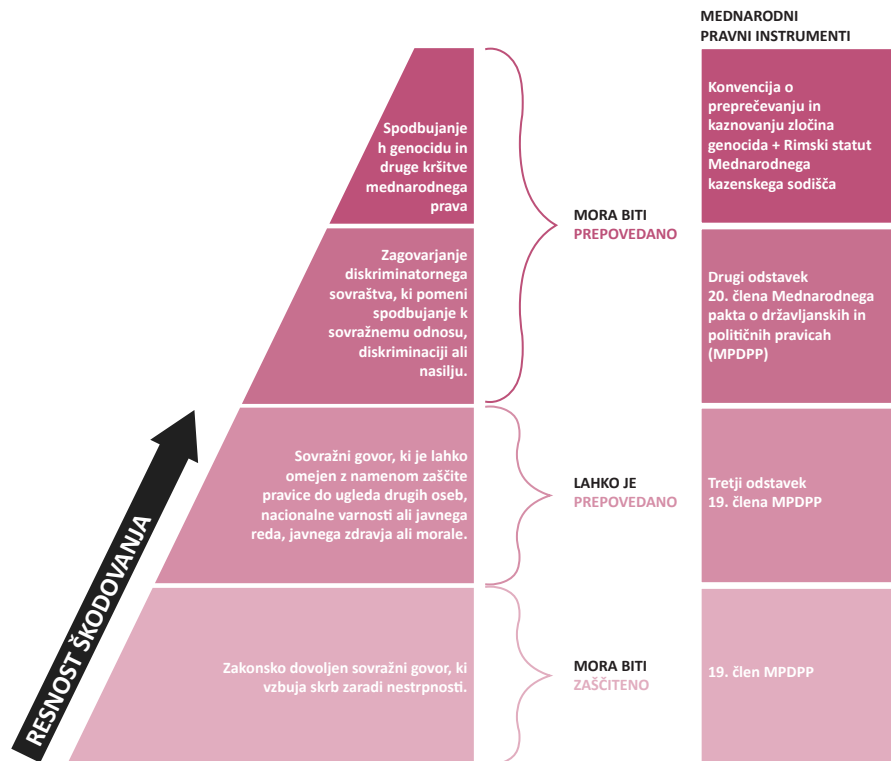 MEDNARODNI
PRAVNI INSTRUMENTI
Spodbujanje
h genocidu in
druge kršitve
mednarodnega
prava
MORA BITI
PREPOVEDANO
Konvencija o
preprečevanju in
kaznovanju zločina
genocida + Rimski statut
Mednarodnega
kazenskega sodišča
Zagovarjanje
diskriminatornega
sovraštva, ki pomeni
spodbujanje k
sovražnemu odnosu,
diskriminaciji ali
nasilju.
Drugi odstavek
20. člena Mednarodnega
pakta o državljanskih in
političnih pravicah
(MPDPP)
Sovražni govor, ki je lahko
omejen z namenom zaščite
pravice do ugleda drugih oseb,
nacionalne varnosti ali javnega
reda, javnega zdravja ali morale.
LAHKO JE
PREPOVEDANO
Tretji odstavek
19. člena MPDPP
Zakonsko dovoljen sovražni govor, ki
vzbuja skrb zaradi nestrpnosti.
MORA BITI
ZAŠČITENO
19. člen MPDPP
RESNOST ŠKODOVANJA